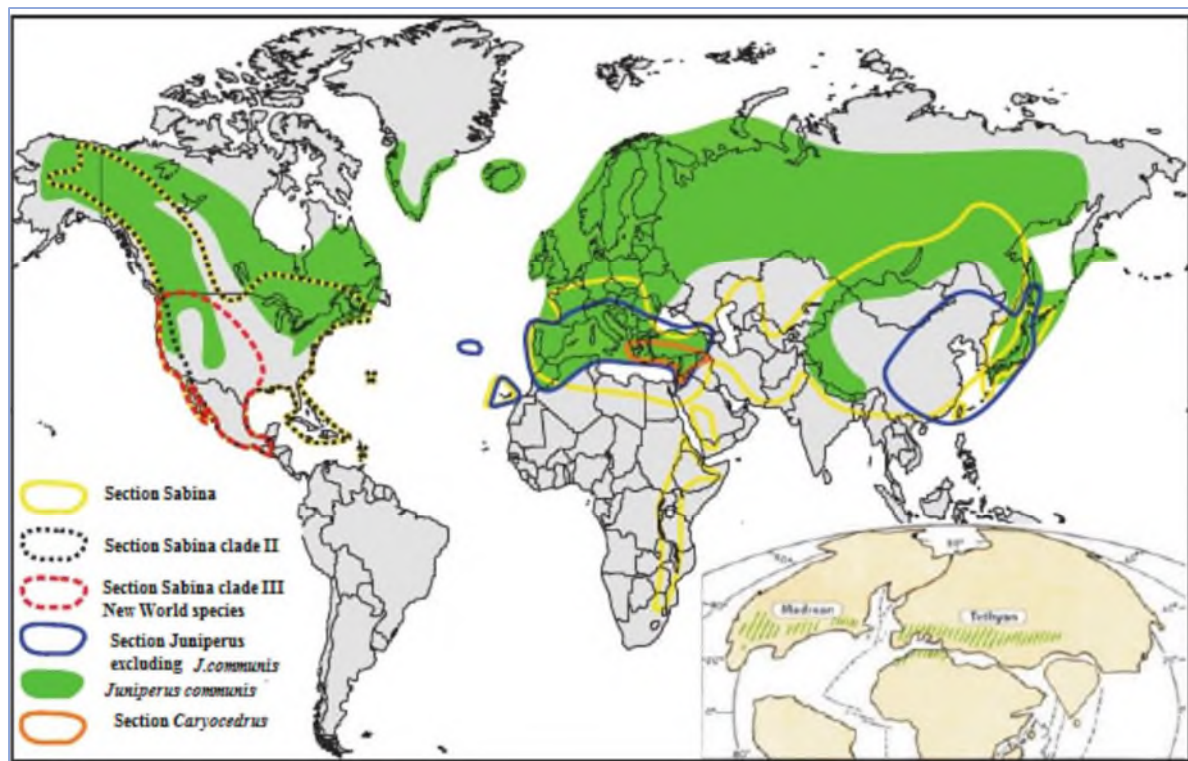 Section Sabina
Section Sabina clade II
Section Sabina clade III
New World species
Section Juniperus
excluding J.communis
Juniperus communis
Section Caryocedrus
Madrean
Tethyan